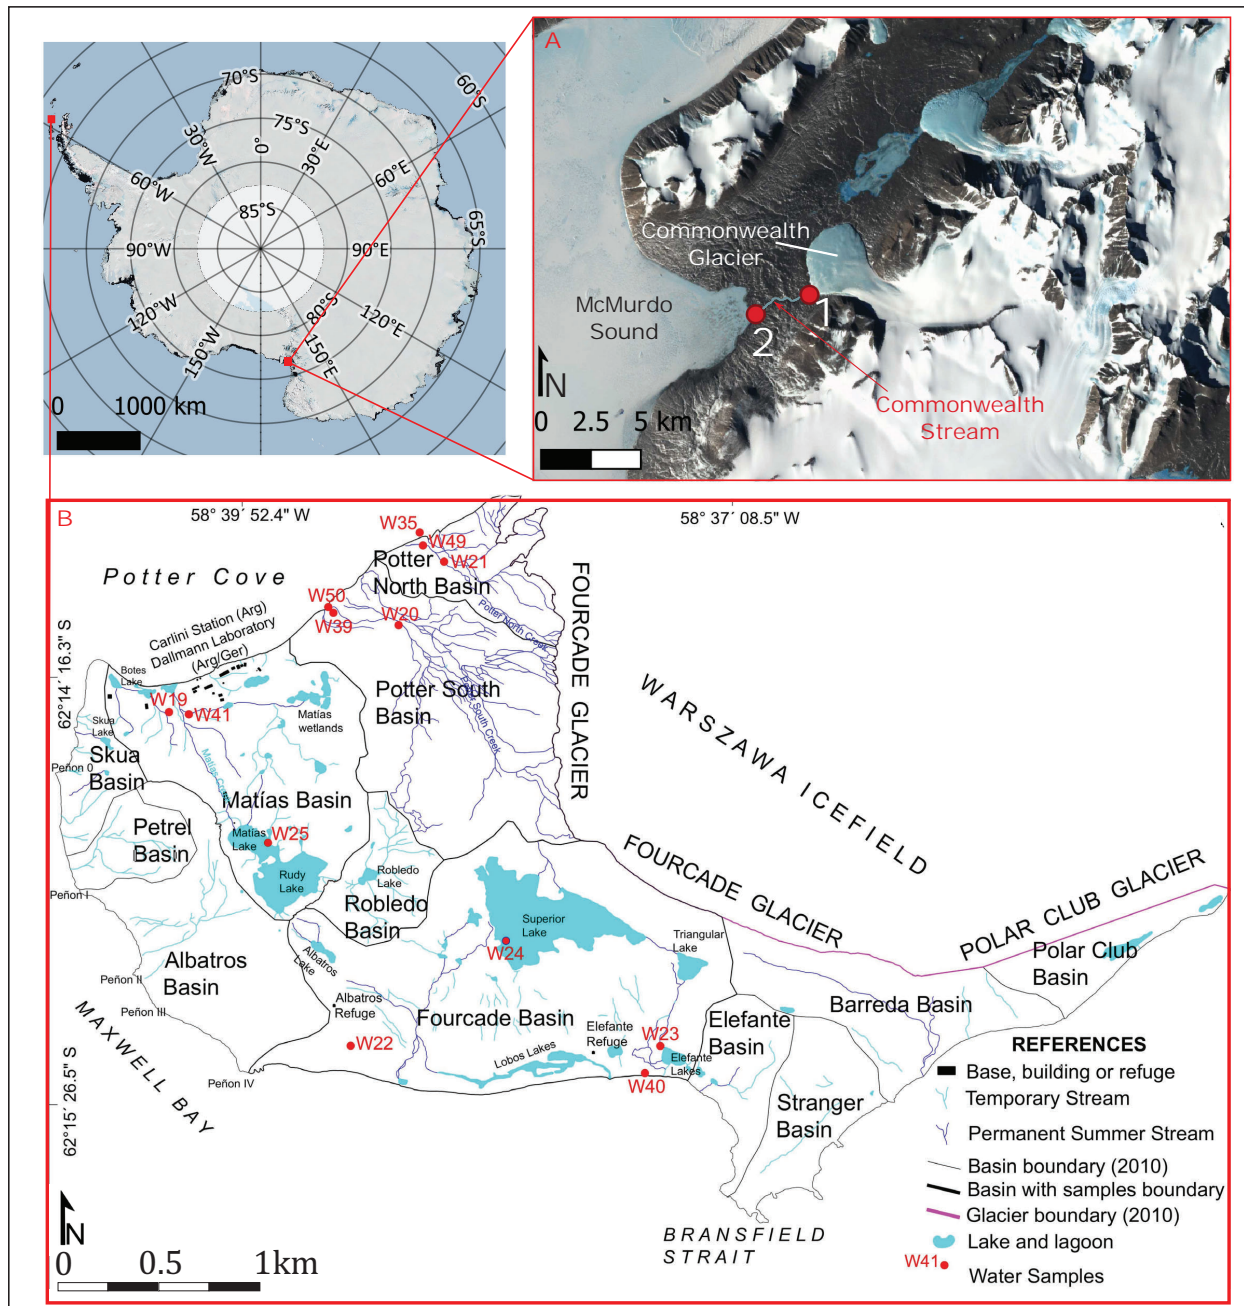 70°S
60°S
75°S
30°W
0°
30°E
60°W
60°E
85°S
65°S
90°W
90°E
80°S
120°W
120°E
150°W
150°E
0 1000 km
A
Commonwealth
Glacier
McMurdo
Sound
1
2
N
0 2.5 5 km
Commonwealth
Stream
B
58° 39´ 52.4" W
58° 37´ 08.5" W
62° 14´ 16.3" S
62° 15´ 26.5" S
Potter Cove
W35
W49
W21
Potter
North Basin
Potter North Creek
W50
W39
W20
Carlini Station (Arg)
Dallmann Laboratory
(Arg/Ger)
Botes
Lake
W19
W41
Matías
wetlands
Potter South
Basin
Potter South Creek
FOURCADE GLACIER
WARSZAWA ICEFIELD
Skua
Lake
Skua
Basin
Peñon 0
Matías Creek
Matías Basin
Petrel
Basin
Matías
Lake
W25
Rudy
Lake
Robledo
Lake
Robledo
Basin
Peñon I
FOURCADE GLACIER
POLAR CLUB GLACIER
Superior
Lake
W24
Triangular
Lake
Polar Club
Basin
Albatros
Lake
Albatros
Basin
Peñon II
Peñon III
Albatros
Refuge
Fourcade Basin
Barreda Basin
Elefante
Basin
W22
Elefante
Refuge
W23
Lobos Lakes
Elefante
Lakes
W40
Peñon IV
MAXWELL BAY
Stranger
Basin
BRANSFIELD
STRAIT
N
0 0.5 1km
REFERENCES
Base, building or refuge
Temporary Stream
Permanent Summer Stream
Basin boundary (2010)
Basin with samples boundary
Glacier boundary (2010)
Lake and lagoon
W41
Water Samples